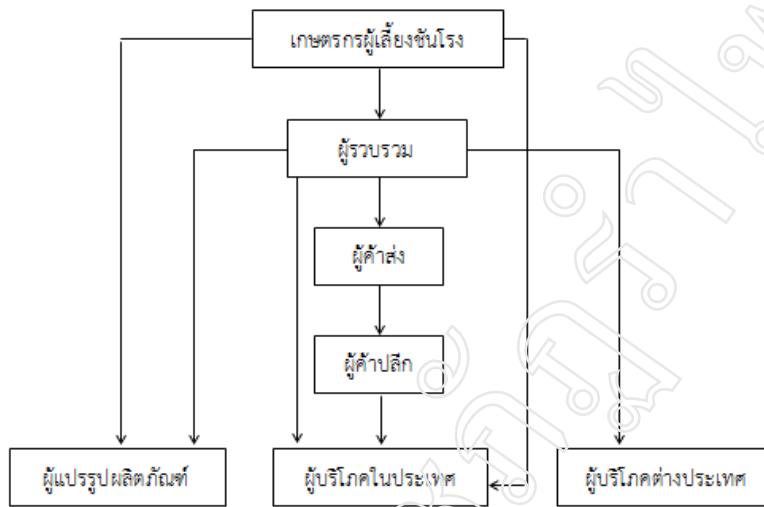 เกษตรกรผู้เลี้ยงชันโรง
ผู้รวบรวม
ผู้ค้าส่ง
ผู้ค้าปลีก
ผู้แปรรูปผลิตภัณฑ์ ผู้บริโภคในประเทศ ผู้บริโภคต่างประเทศ